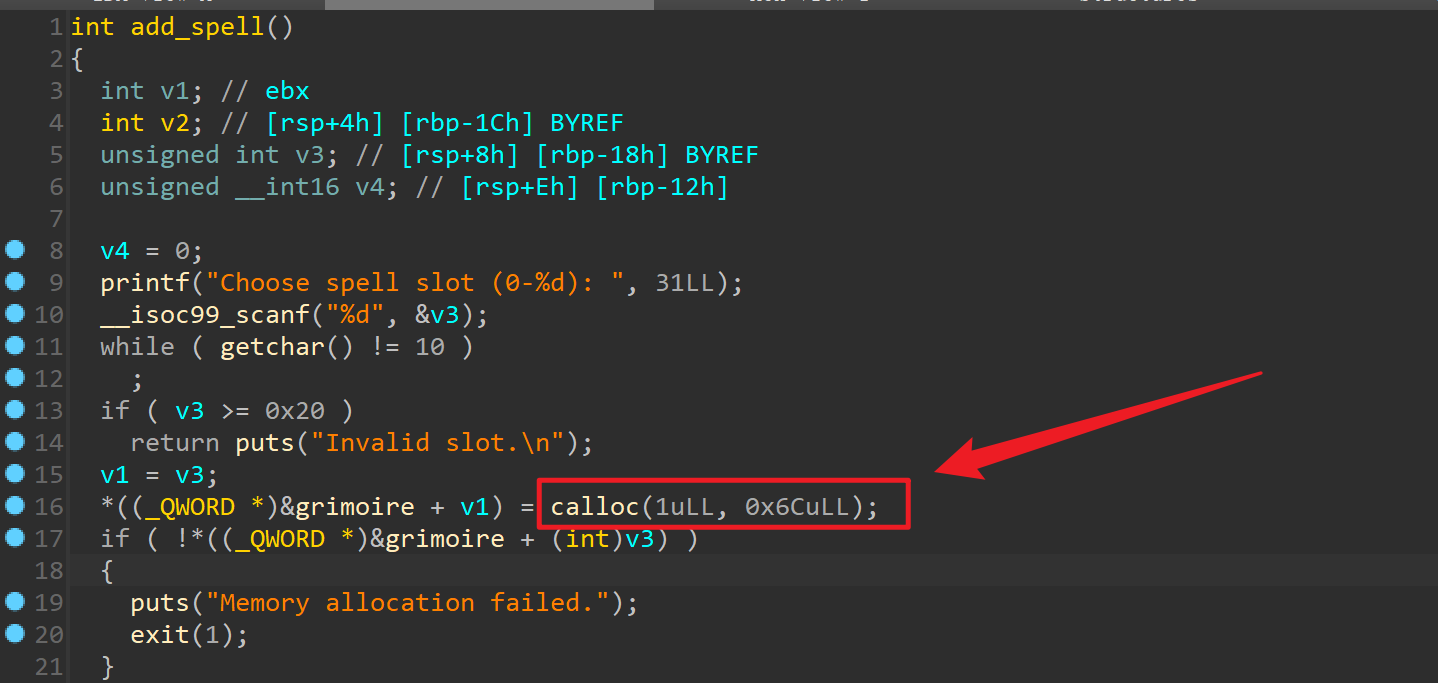 1 int add_spell()
2 {
3   int v1; // ebx
4   int v2; // [rsp+4h] [rbp-1Ch] BYREF
5   unsigned int v3; // [rsp+8h] [rbp-18h] BYREF
6   unsigned __int16 v4; // [rsp+Eh] [rbp-12h]
7
8   v4 = 0;
9   printf("Choose spell slot (0-%d): ", 31LL);
10   __isoc99_scanf("%d", &v3);
11   while ( getchar() != 10 )
12     ;
13   if ( v3 >= 0x20 )
14     return puts("Invalid slot.\n");
15   v1 = v3;
16   *((_QWORD *)&grimoire + v1) = calloc(1uLL, 0x6CuLL);
17   if ( !*((_QWORD *)&grimoire + (int)v3) )
18   {
19     puts("Memory allocation failed.");
20     exit(1);
21   }